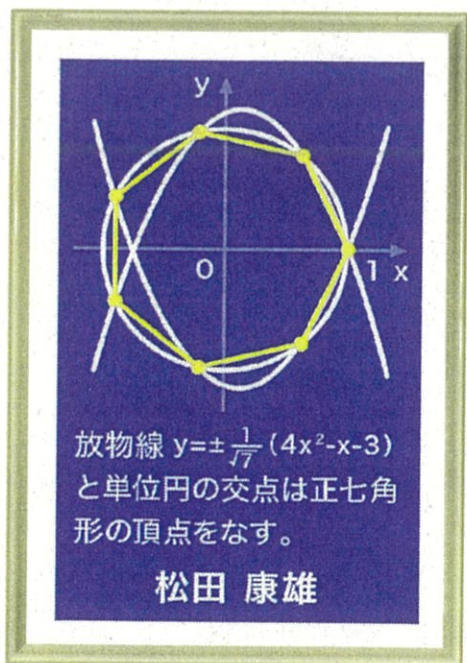 y
0
1 x
放物線 y=±1/√7 (4x²-x-3)
と単位円の交点は正七角
形の頂点をなす。
松田 康雄